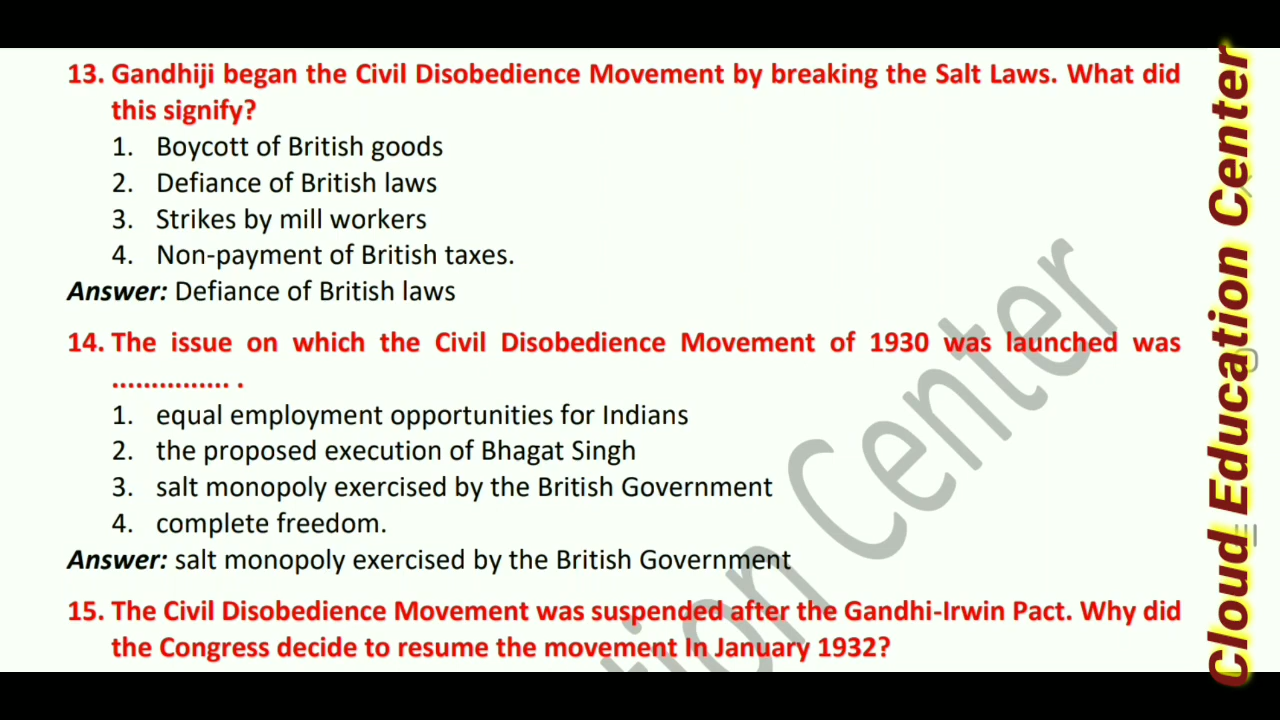 13. Gandhiji began the Civil Disobedience Movement by breaking the Salt Laws. What did
this signify?
1. Boycott of British goods
2. Defiance of British laws
3. Strikes by mill workers
4. Non-payment of British taxes.
Answer: Defiance of British laws
14. The issue on which the Civil Disobedience Movement of 1930 was launched was
............... .
1. equal employment opportunities for Indians
2. the proposed execution of Bhagat Singh
3. salt monopoly exercised by the British Government
4. complete freedom.
Answer: salt monopoly exercised by the British Government
15. The Civil Disobedience Movement was suspended after the Gandhi-Irwin Pact. Why did
the Congress decide to resume the movement In January 1932?
Cloud Education Center
tion Center